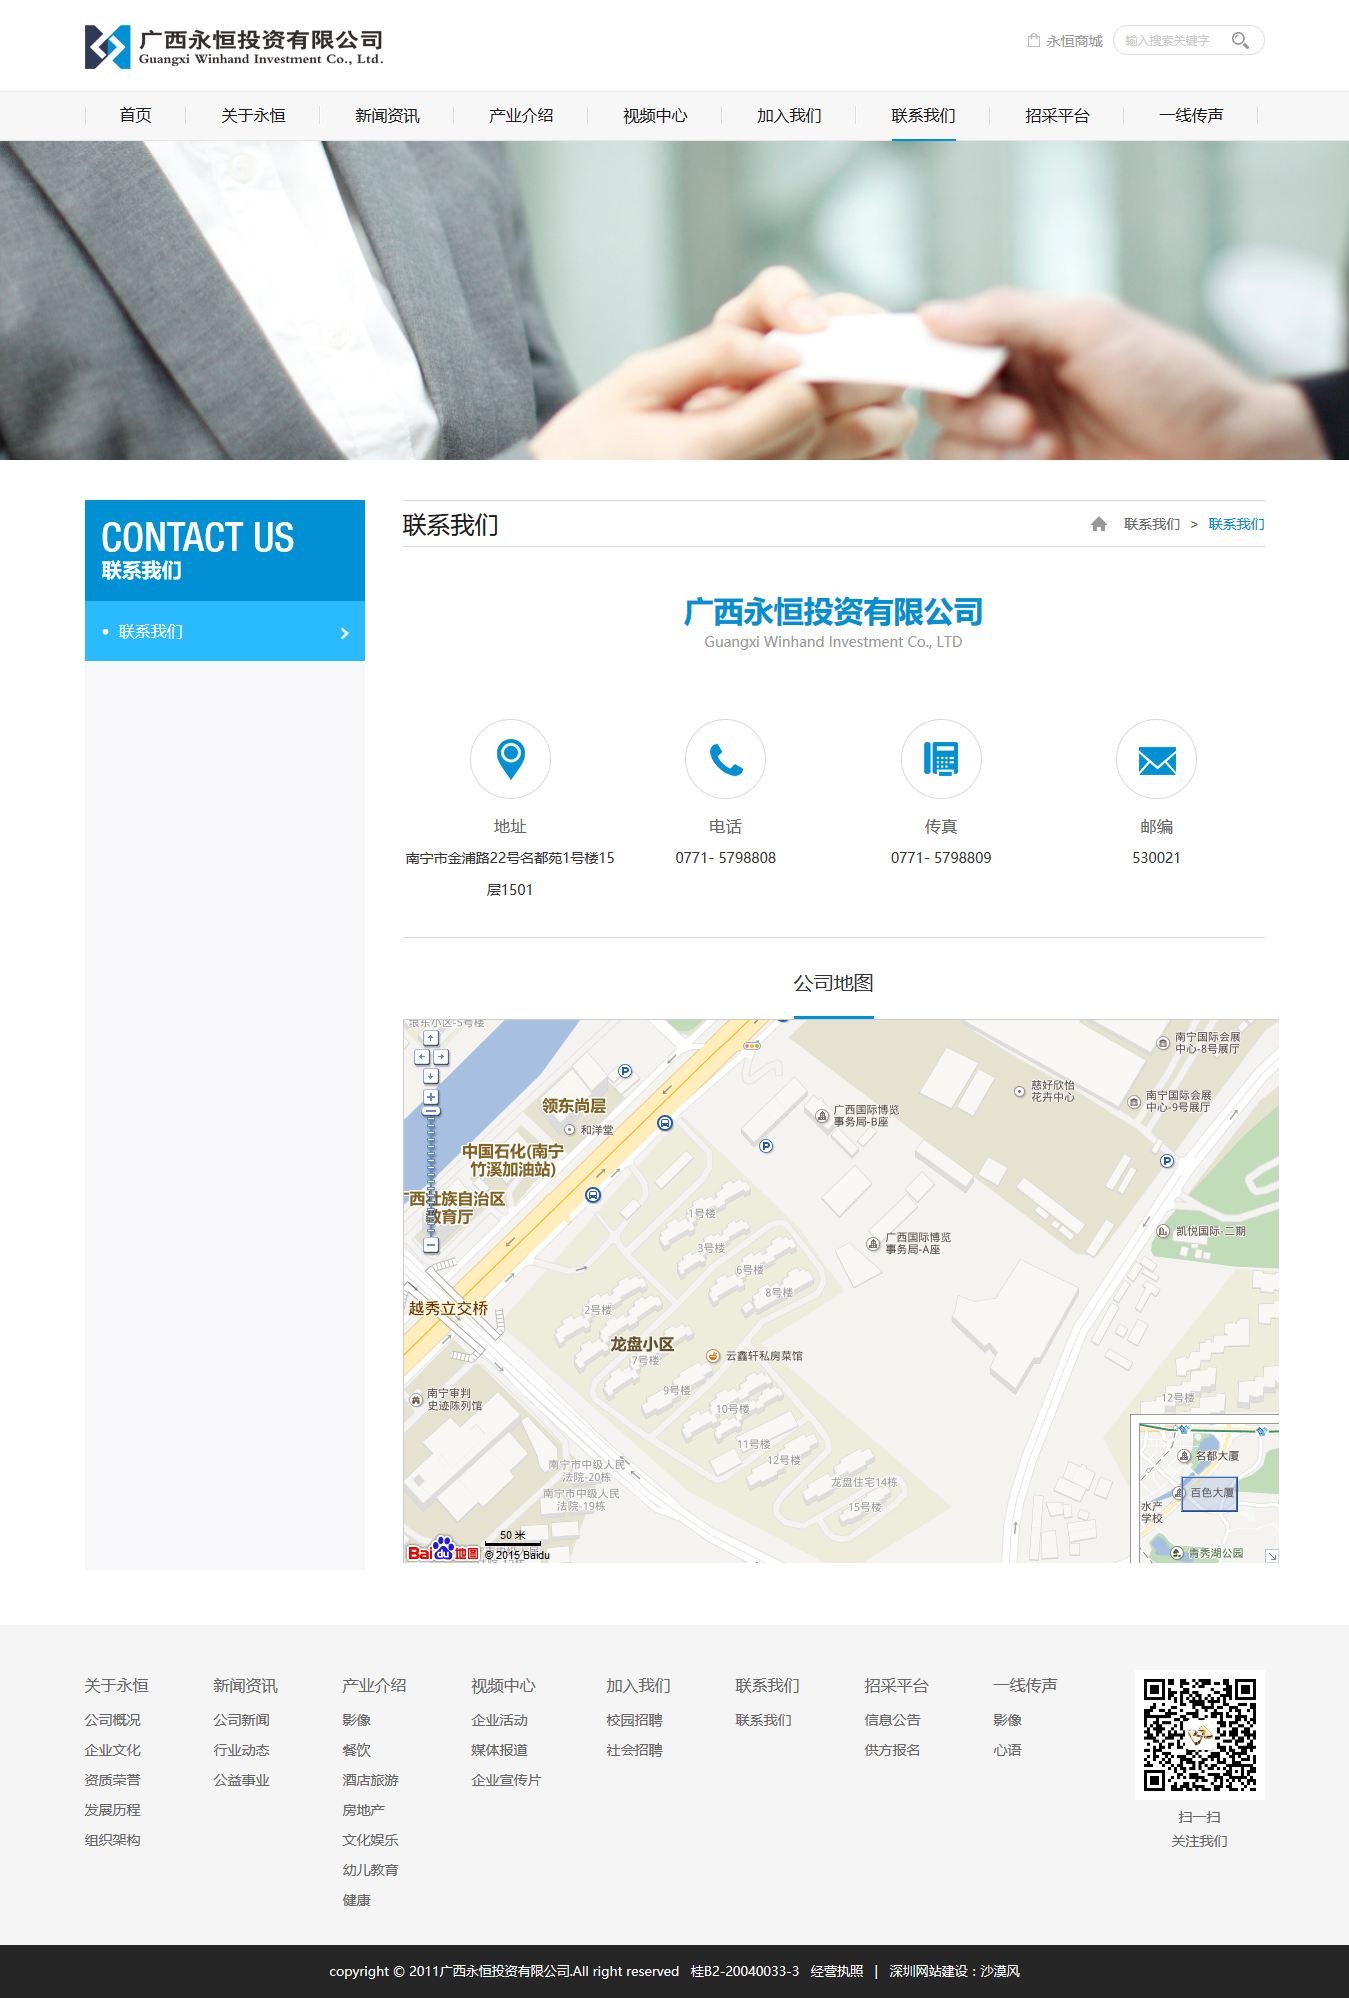 广西永恒投资有限公司
Guangxi Winhand Investment Co., Ltd.
永恒商城
输入搜索关键字
首页 关于永恒 新闻资讯 产业介绍 视频中心 加入我们 联系我们 招采平台 一线传声
CONTACT US
联系我们
联系我们
联系我们
联系我们 > 联系我们
广西永恒投资有限公司
Guangxi Winhand Investment Co., LTD
地址 电话 传真 邮编
南宁市金浦路22号名都苑1号楼15
层1501
0771- 5798808
0771- 5798809
530021
公司地图
南宁国际会展
中心-8号展厅
慈好欣怡
花卉中心
南宁国际会展
中心-9号展厅
领东尚层
和洋堂
广西国际博览
事务局-B座
中国石化(南宁
竹溪加油站)
广西壮族自治区
教育厅
1号楼
3号楼
6号楼
8号楼
2号楼
广西国际博览
事务局-A座
凯悦国际-二期
越秀立交桥
龙盘小区
7号楼
云鑫轩私房菜馆
9号楼
10号楼
11号楼
12号楼
12号楼
南宁审判
史迹陈列馆
南宁市中级人民
法院-20栋
南宁市中级人民
法院-19栋
龙盘住宅14栋
15号楼
名都大厦
百色大厦
水产
学校
青秀湖公园
50 米
Baidu地图
© 2015 Baidu
关于永恒
公司概况
企业文化
资质荣誉
发展历程
组织架构
新闻资讯
公司新闻
行业动态
公益事业
产业介绍
影像
餐饮
酒店旅游
房地产
文化娱乐
幼儿教育
健康
视频中心
企业活动
媒体报道
企业宣传片
加入我们
校园招聘
社会招聘
联系我们
联系我们
招采平台
信息公告
供方报名
一线传声
影像
心语
扫一扫
关注我们
copyright © 2011广西永恒投资有限公司.All right reserved 桂B2-20040033-3 经营执照 | 深圳网站建设 : 沙漠风